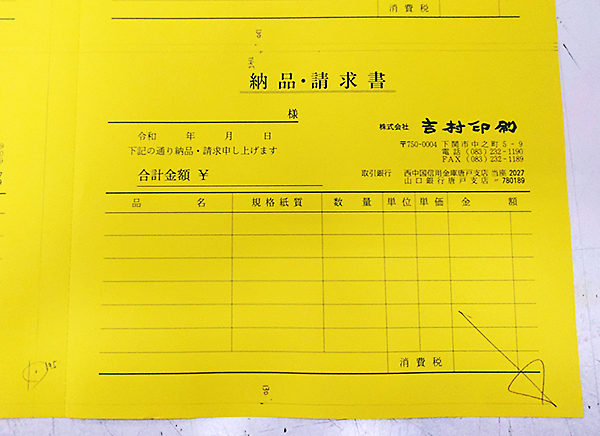 消費税
納品・請求書
様
株式会社 吉村印刷
令和 年 月 日
〒750-0004 下関市中之町5-9
電話(083)232-1190
FAX(083)232-1189
下記の通り納品・請求申し上げます
合計金額 ¥
取引銀行 西中国信用金庫唐戸支店 当座 2027
山口銀行唐戸支店 〃 780189
品 名 規格紙質 数 量 単位 単価 金 額
消費税